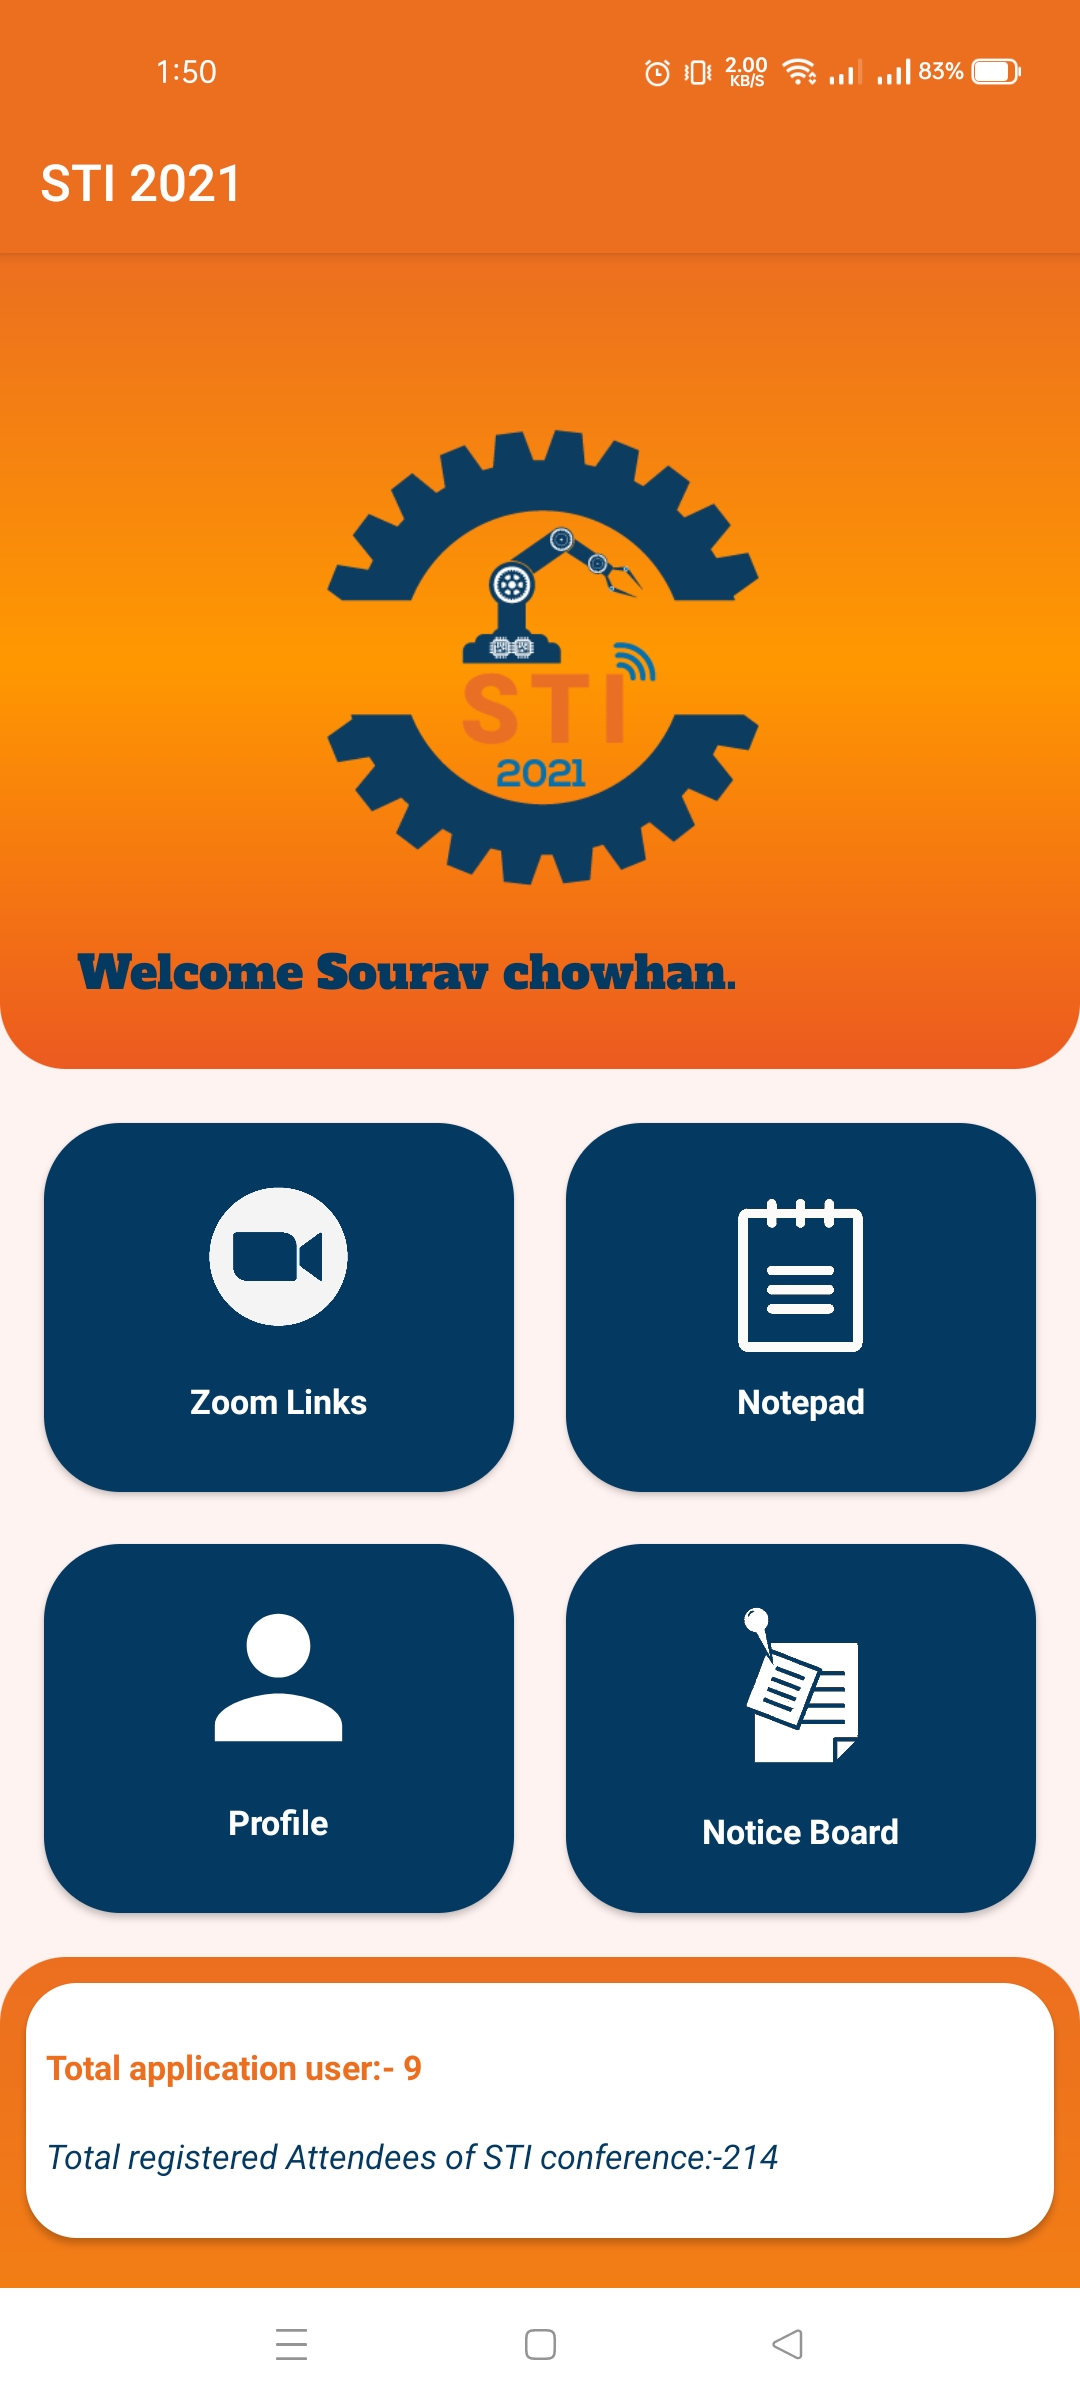 1:50
2.00
KB/S
83%
STI 2021
STI
2021
Welcome Sourav chowhan.
Zoom Links
Notepad
Profile
Notice Board
Total application user:- 9
Total registered Attendees of STI conference:-214